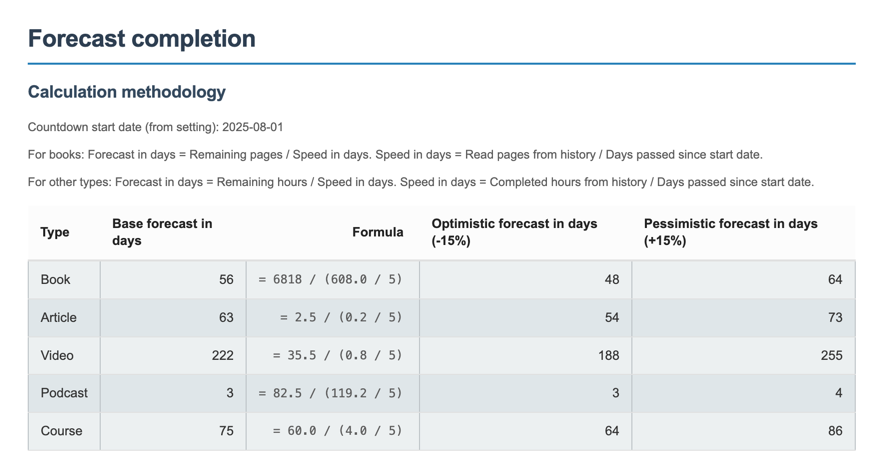 Forecast completion
Calculation methodology
Countdown start date (from setting): 2025-08-01
For books: Forecast in days = Remaining pages / Speed in days. Speed in days = Read pages from history / Days passed since start date.
For other types: Forecast in days = Remaining hours / Speed in days. Speed in days = Completed hours from history / Days passed since start date.
Type Base forecast in days Formula Optimistic forecast in days (-15%) Pessimistic forecast in days (+15%)
Book 56 = 6818 / (608.0 / 5) 48 64
Article 63 = 2.5 / (0.2 / 5) 54 73
Video 222 = 35.5 / (0.8 / 5) 188 255
Podcast 3 = 82.5 / (119.2 / 5) 3 4
Course 75 = 60.0 / (4.0 / 5) 64 86